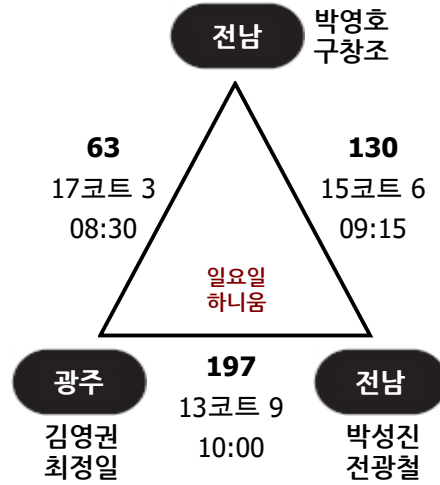 전남
박영호
구창조
63
17코트 3
08:30
130
15코트 6
09:15
일요일
하니움
광주
김영권
최정일
197
13코트 9
10:00
전남
박성진
전광철